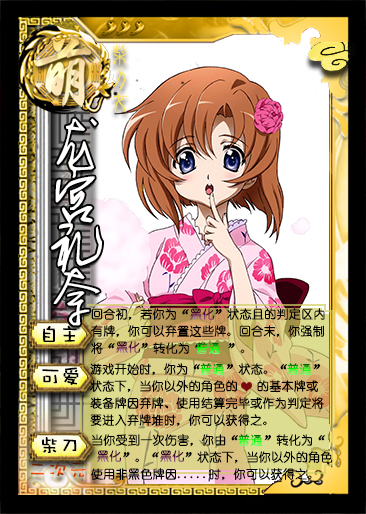 萌
柴刀女
龙宫礼奈
自主
回合初，若你为“黑化”状态且的判定区内
有牌，你可以弃置这些牌。回合末，你强制
将“黑化”转化为“普通”。
可爱
游戏开始时，你为“普通”状态。“普通”
状态下，当你以外的角色的❤的基本牌或
装备牌因弃牌、使用结算完毕或作为判定将
要进入弃牌堆时，你可以获得之。
柴刀
当你受到一次伤害，你由“普通”转化为“
黑化”。“黑化”状态下，当你以外的角色
使用非黑色牌因.....时，你可以获得之。
二次元